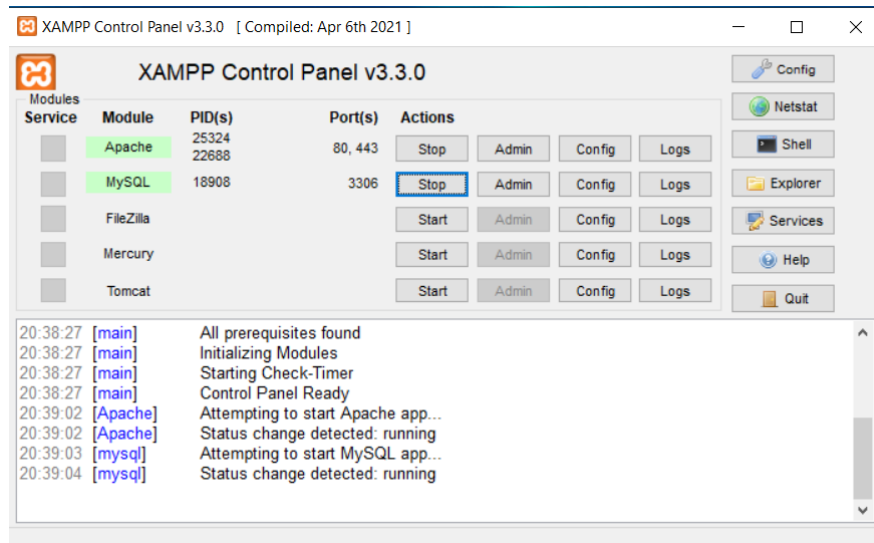 XAMPP Control Panel v3.3.0 [ Compiled: Apr 6th 2021 ]
XAMPP Control Panel v3.3.0
Config
Modules
Service Module PID(s) Port(s) Actions
Netstat
Apache 25324 22688 80, 443 Stop Admin Config Logs
Shell
MySQL 18908 3306 Stop Admin Config Logs
Explorer
FileZilla Start Admin Config Logs
Services
Mercury Start Admin Config Logs
Help
Tomcat Start Admin Config Logs
Quit
20:38:27 [main] All prerequisites found
20:38:27 [main] Initializing Modules
20:38:27 [main] Starting Check-Timer
20:38:27 [main] Control Panel Ready
20:39:02 [Apache] Attempting to start Apache app...
20:39:02 [Apache] Status change detected: running
20:39:03 [mysql] Attempting to start MySQL app...
20:39:04 [mysql] Status change detected: running